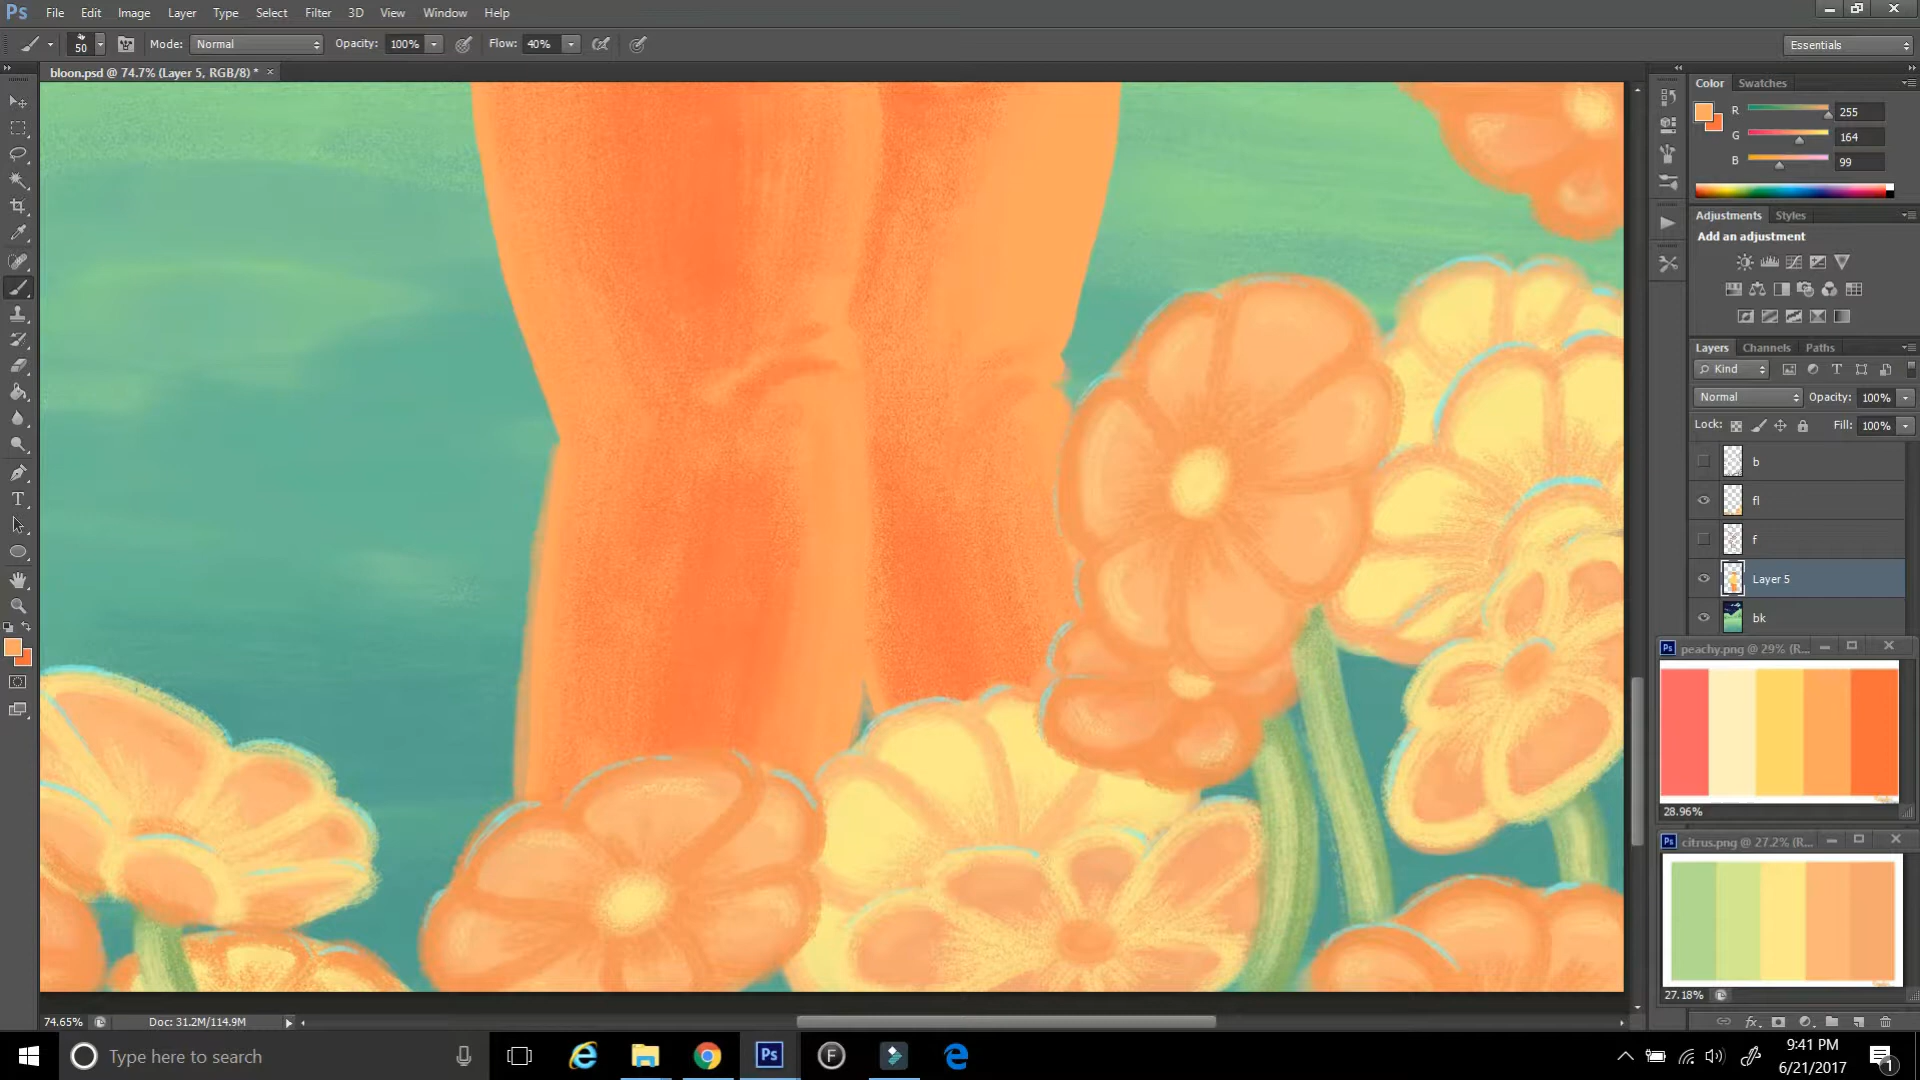 Ps File Edit Image Layer Type Select Filter 3D View Window Help
50 Mode: Normal Opacity: 100% Flow: 40% Essentials
bloon.psd @ 74.7% (Layer 5, RGB/8) * ×
Color Swatches
R 255
G 164
B 99
Adjustments Styles
Add an adjustment
Layers Channels Paths
Kind
Normal Opacity: 100%
Lock: Fill: 100%
b
fl
f
Layer 5
bk
Ps peachy.png @ 29% (R...
28.96%
Ps citrus.png @ 27.2% (R...
27.18%
74.65% Doc: 31.2M/114.9M
Type here to search
Ps
F
9:41 PM
6/21/2017
1